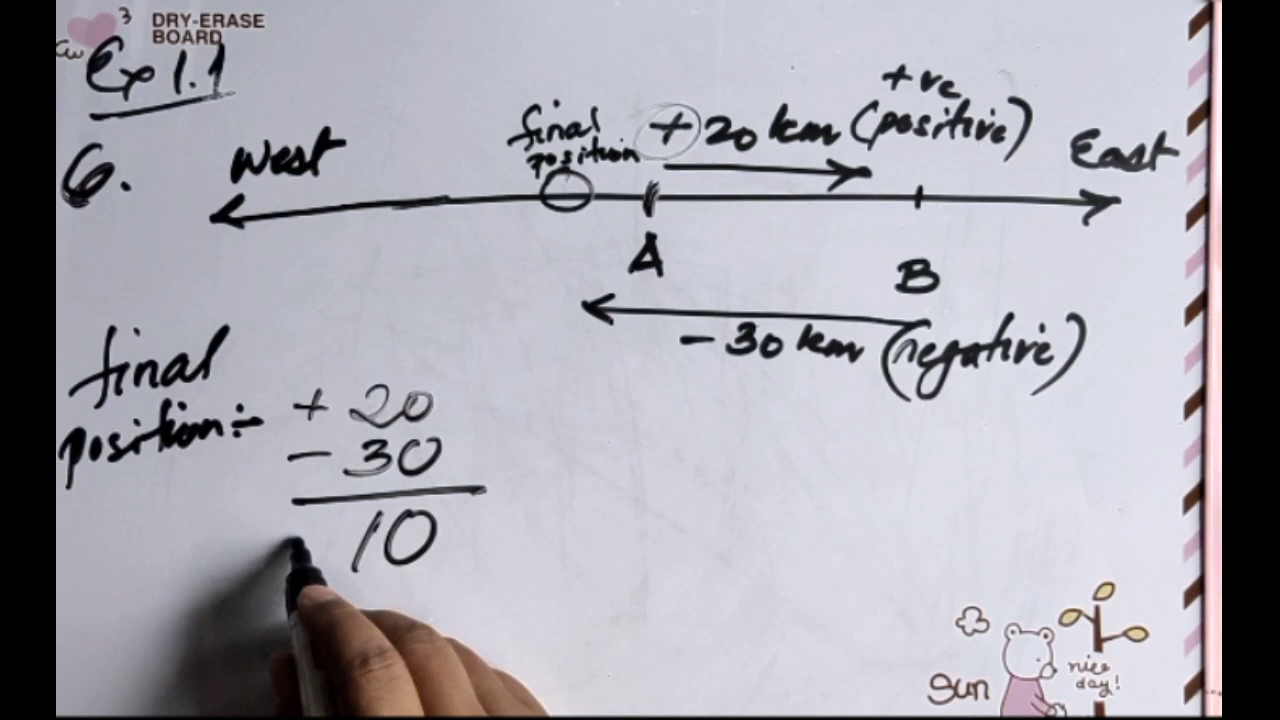 3
DRY-ERASE
BOARD
Ex 1.1
6.
West
final
position
+ 20 km (positive)
+ve
East
A
B
- 30 km (negative)
final
position:-
+ 20
- 30
10
sun
nice
day!